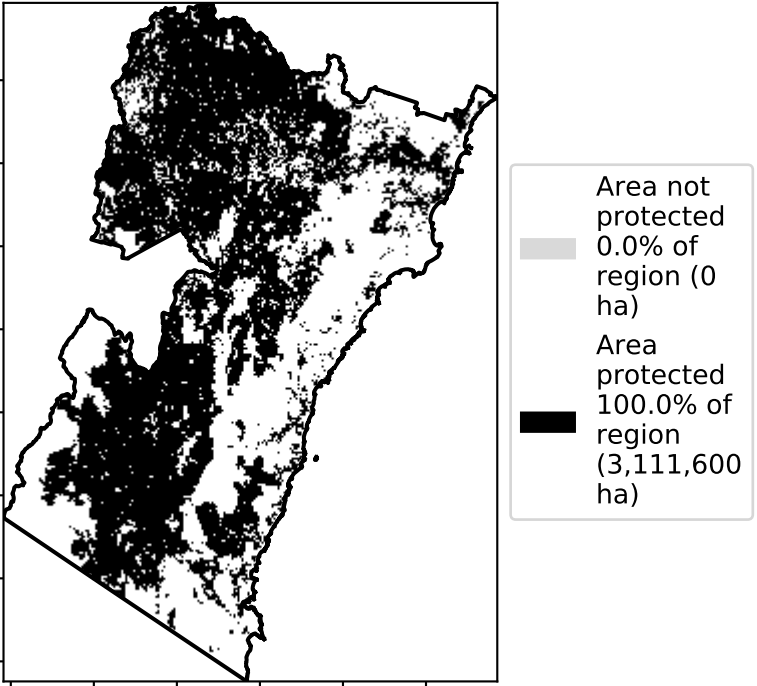 Area not
protected
0.0% of
region (0
ha)
Area
protected
100.0% of
region
(3,111,600
ha)